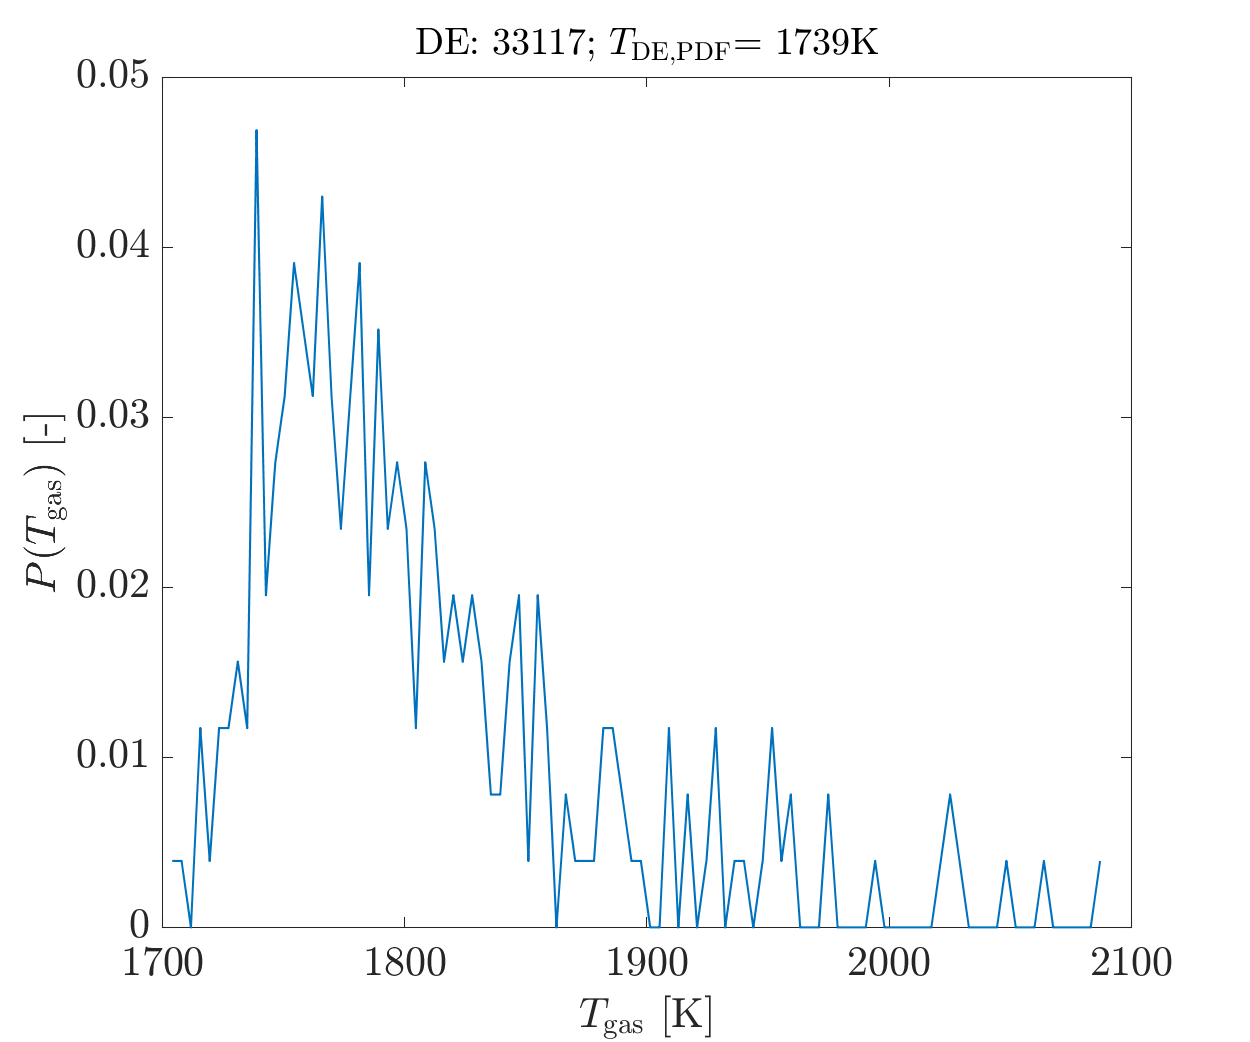 DE: 33117; T_DE,PDF= 1739K
0.05
0.04
0.03
0.02
0.01
0
P(T_gas) [-]
1700 1800 1900 2000 2100
T_gas [K]